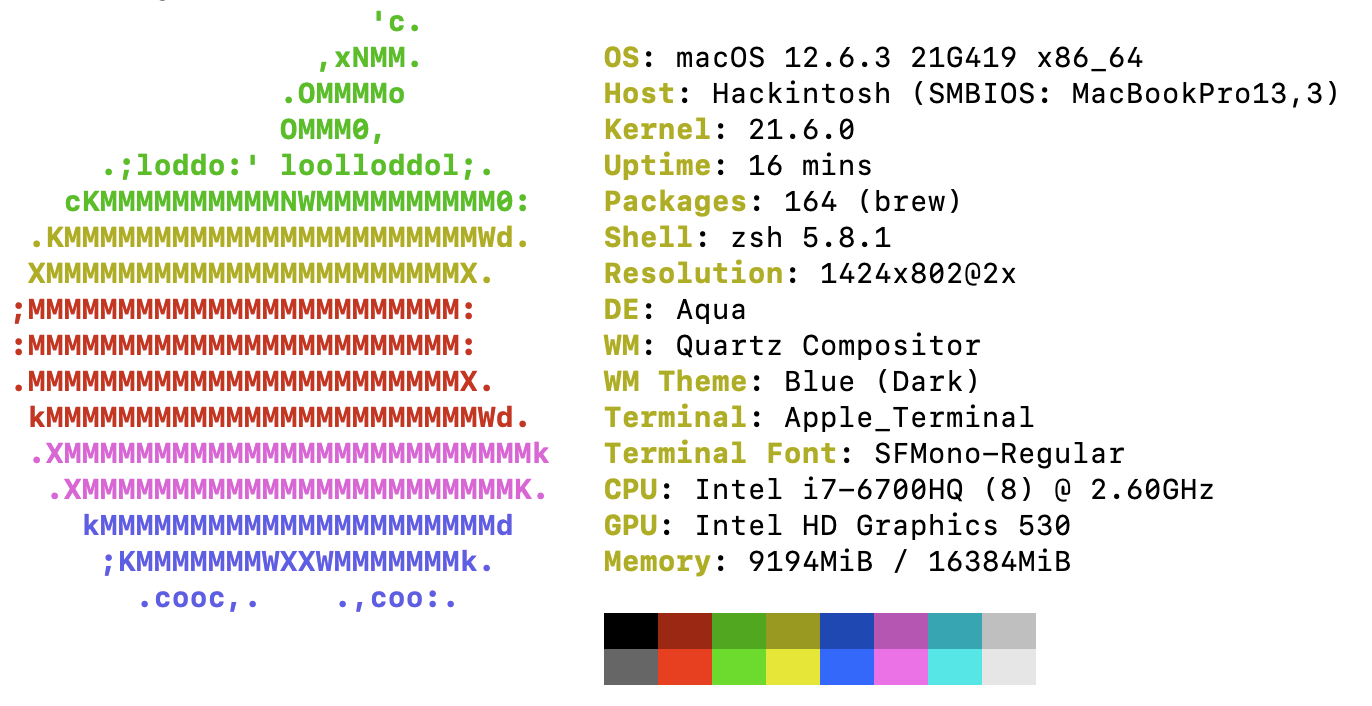 'c.
,xNMM.
.OMMMMo
OMMM0,
.;loddo:' loolloddol;.
cKMMMMMMMMMMNWMMMMMMMMMM0:
.KMMMMMMMMMMMMMMMMMMMMMMMWd.
XMMMMMMMMMMMMMMMMMMMMMMMX.
;MMMMMMMMMMMMMMMMMMMMMMMM:
:MMMMMMMMMMMMMMMMMMMMMMMM:
.MMMMMMMMMMMMMMMMMMMMMMMMX.
kMMMMMMMMMMMMMMMMMMMMMMMMWd.
.XMMMMMMMMMMMMMMMMMMMMMMMMMMk
.XMMMMMMMMMMMMMMMMMMMMMMMMK.
kMMMMMMMMMMMMMMMMMMMMMMd
;KMMMMMMMWXXWMMMMMMMk.
.cooc,. .,coo:.
OS: macOS 12.6.3 21G419 x86_64
Host: Hackintosh (SMBIOS: MacBookPro13,3)
Kernel: 21.6.0
Uptime: 16 mins
Packages: 164 (brew)
Shell: zsh 5.8.1
Resolution: 1424x802@2x
DE: Aqua
WM: Quartz Compositor
WM Theme: Blue (Dark)
Terminal: Apple_Terminal
Terminal Font: SFMono-Regular
CPU: Intel i7-6700HQ (8) @ 2.60GHz
GPU: Intel HD Graphics 530
Memory: 9194MiB / 16384MiB